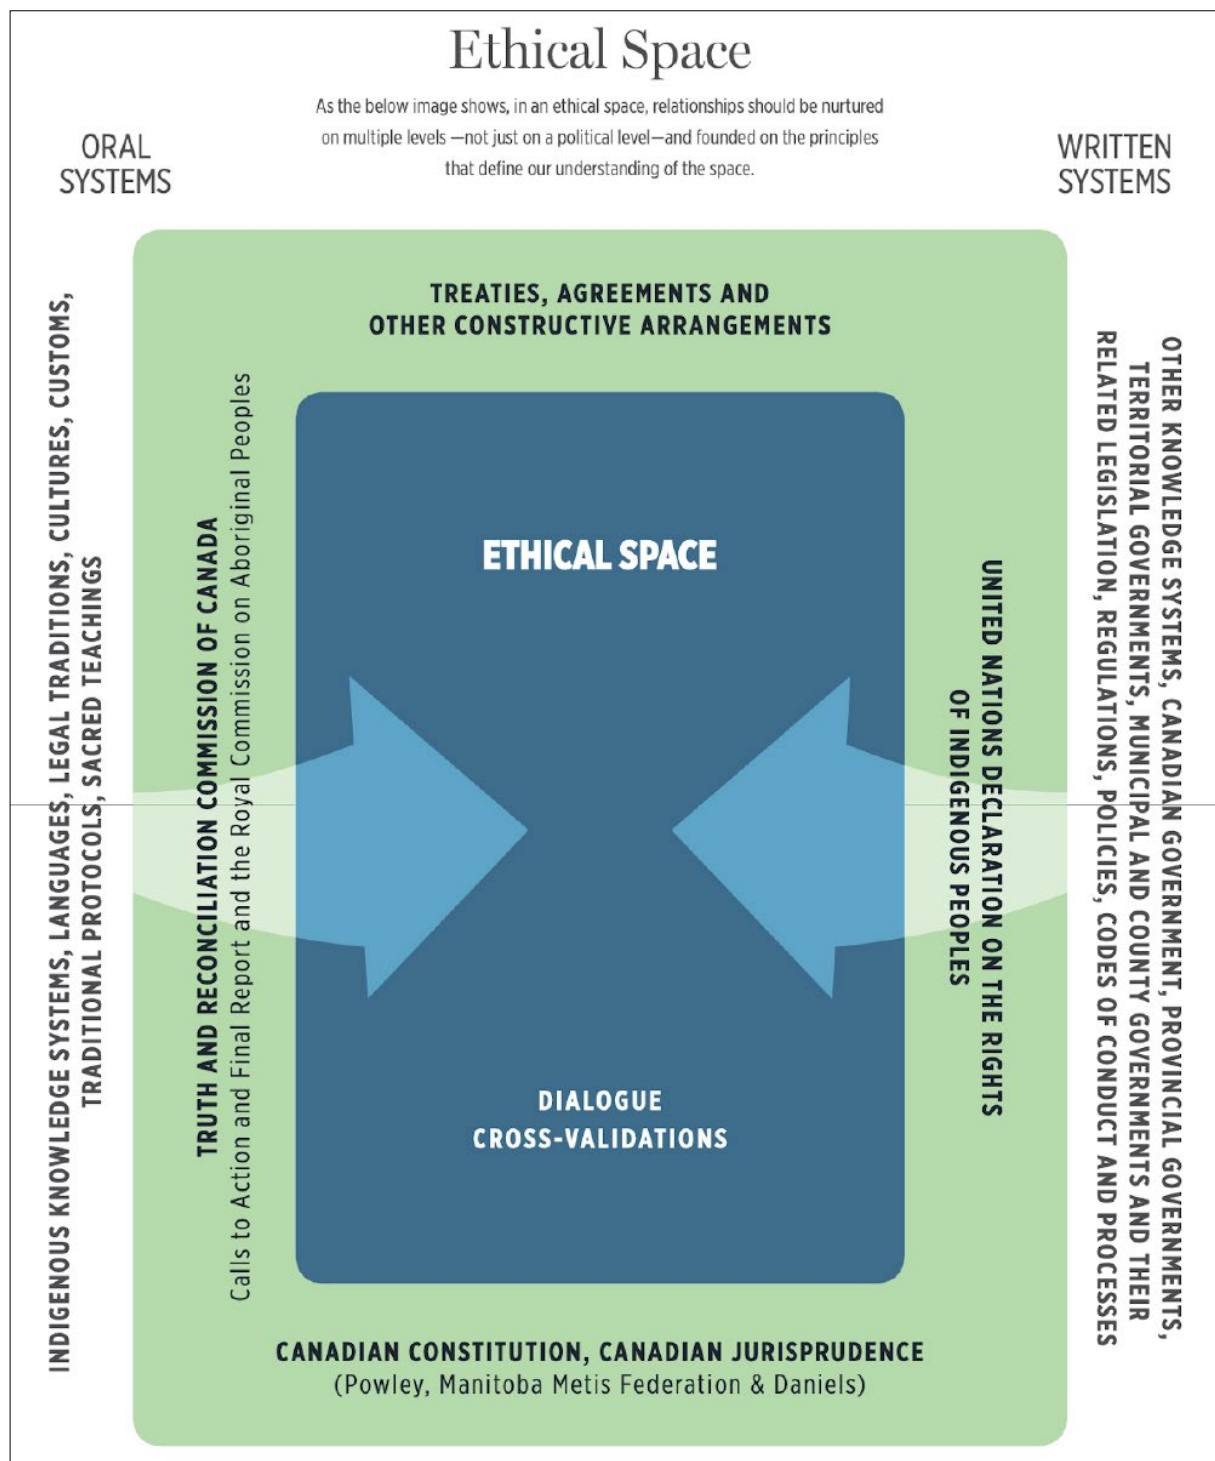 Ethical Space
As the below image shows, in an ethical space, relationships should be nurtured
on multiple levels —not just on a political level—and founded on the principles
that define our understanding of the space.
ORAL
SYSTEMS
WRITTEN
SYSTEMS
INDIGENOUS KNOWLEDGE SYSTEMS, LANGUAGES, LEGAL TRADITIONS, CULTURES, CUSTOMS,
TRADITIONAL PROTOCOLS, SACRED TEACHINGS
TREATIES, AGREEMENTS AND
OTHER CONSTRUCTIVE ARRANGEMENTS
TRUTH AND RECONCILIATION COMMISSION OF CANADA
Calls to Action and Final Report and the Royal Commission on Aboriginal Peoples
ETHICAL SPACE
DIALOGUE
CROSS-VALIDATIONS
UNITED NATIONS DECLARATION ON THE RIGHTS
OF INDIGENOUS PEOPLES
CANADIAN CONSTITUTION, CANADIAN JURISPRUDENCE
(Powley, Manitoba Metis Federation & Daniels)
OTHER KNOWLEDGE SYSTEMS, CANADIAN GOVERNMENT, PROVINCIAL GOVERNMENTS,
TERRITORIAL GOVERNMENTS, MUNICIPAL AND COUNTY GOVERNMENTS AND THEIR
RELATED LEGISLATION, REGULATIONS, POLICIES, CODES OF CONDUCT AND PROCESSES